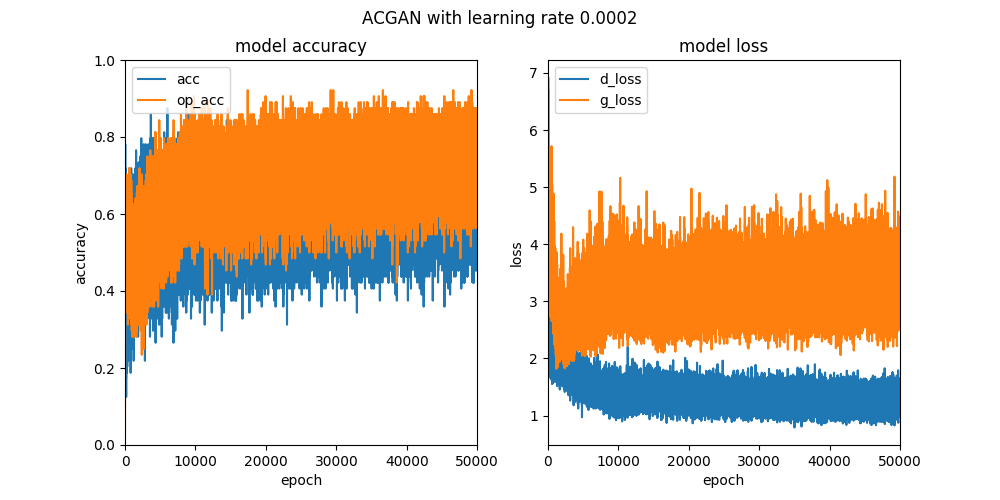 ACGAN with learning rate 0.0002
model accuracy
acc
op_acc
1.0
0.8
0.6
0.4
0.2
0.0
accuracy
0 10000 20000 30000 40000 50000
epoch
model loss
d_loss
g_loss
7
6
5
4
3
2
1
loss
0 10000 20000 30000 40000 50000
epoch